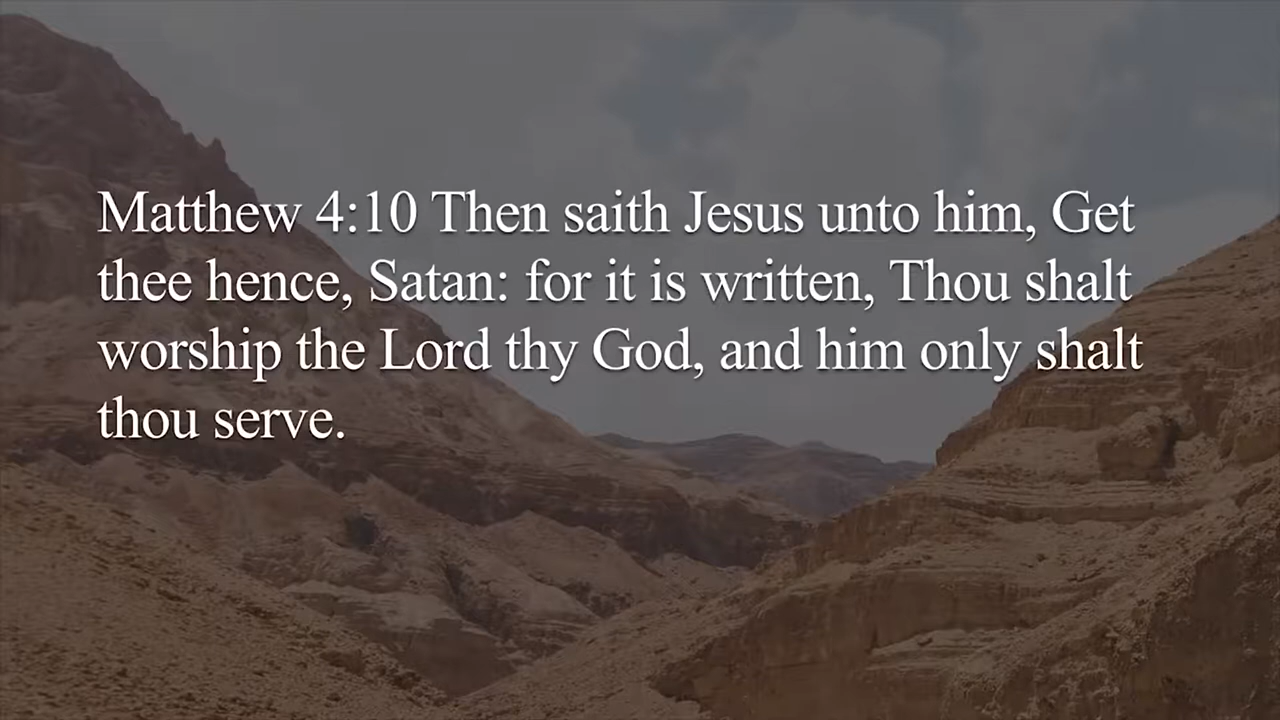 Matthew 4:10 Then saith Jesus unto him, Get
thee hence, Satan: for it is written, Thou shalt
worship the Lord thy God, and him only shalt
thou serve.